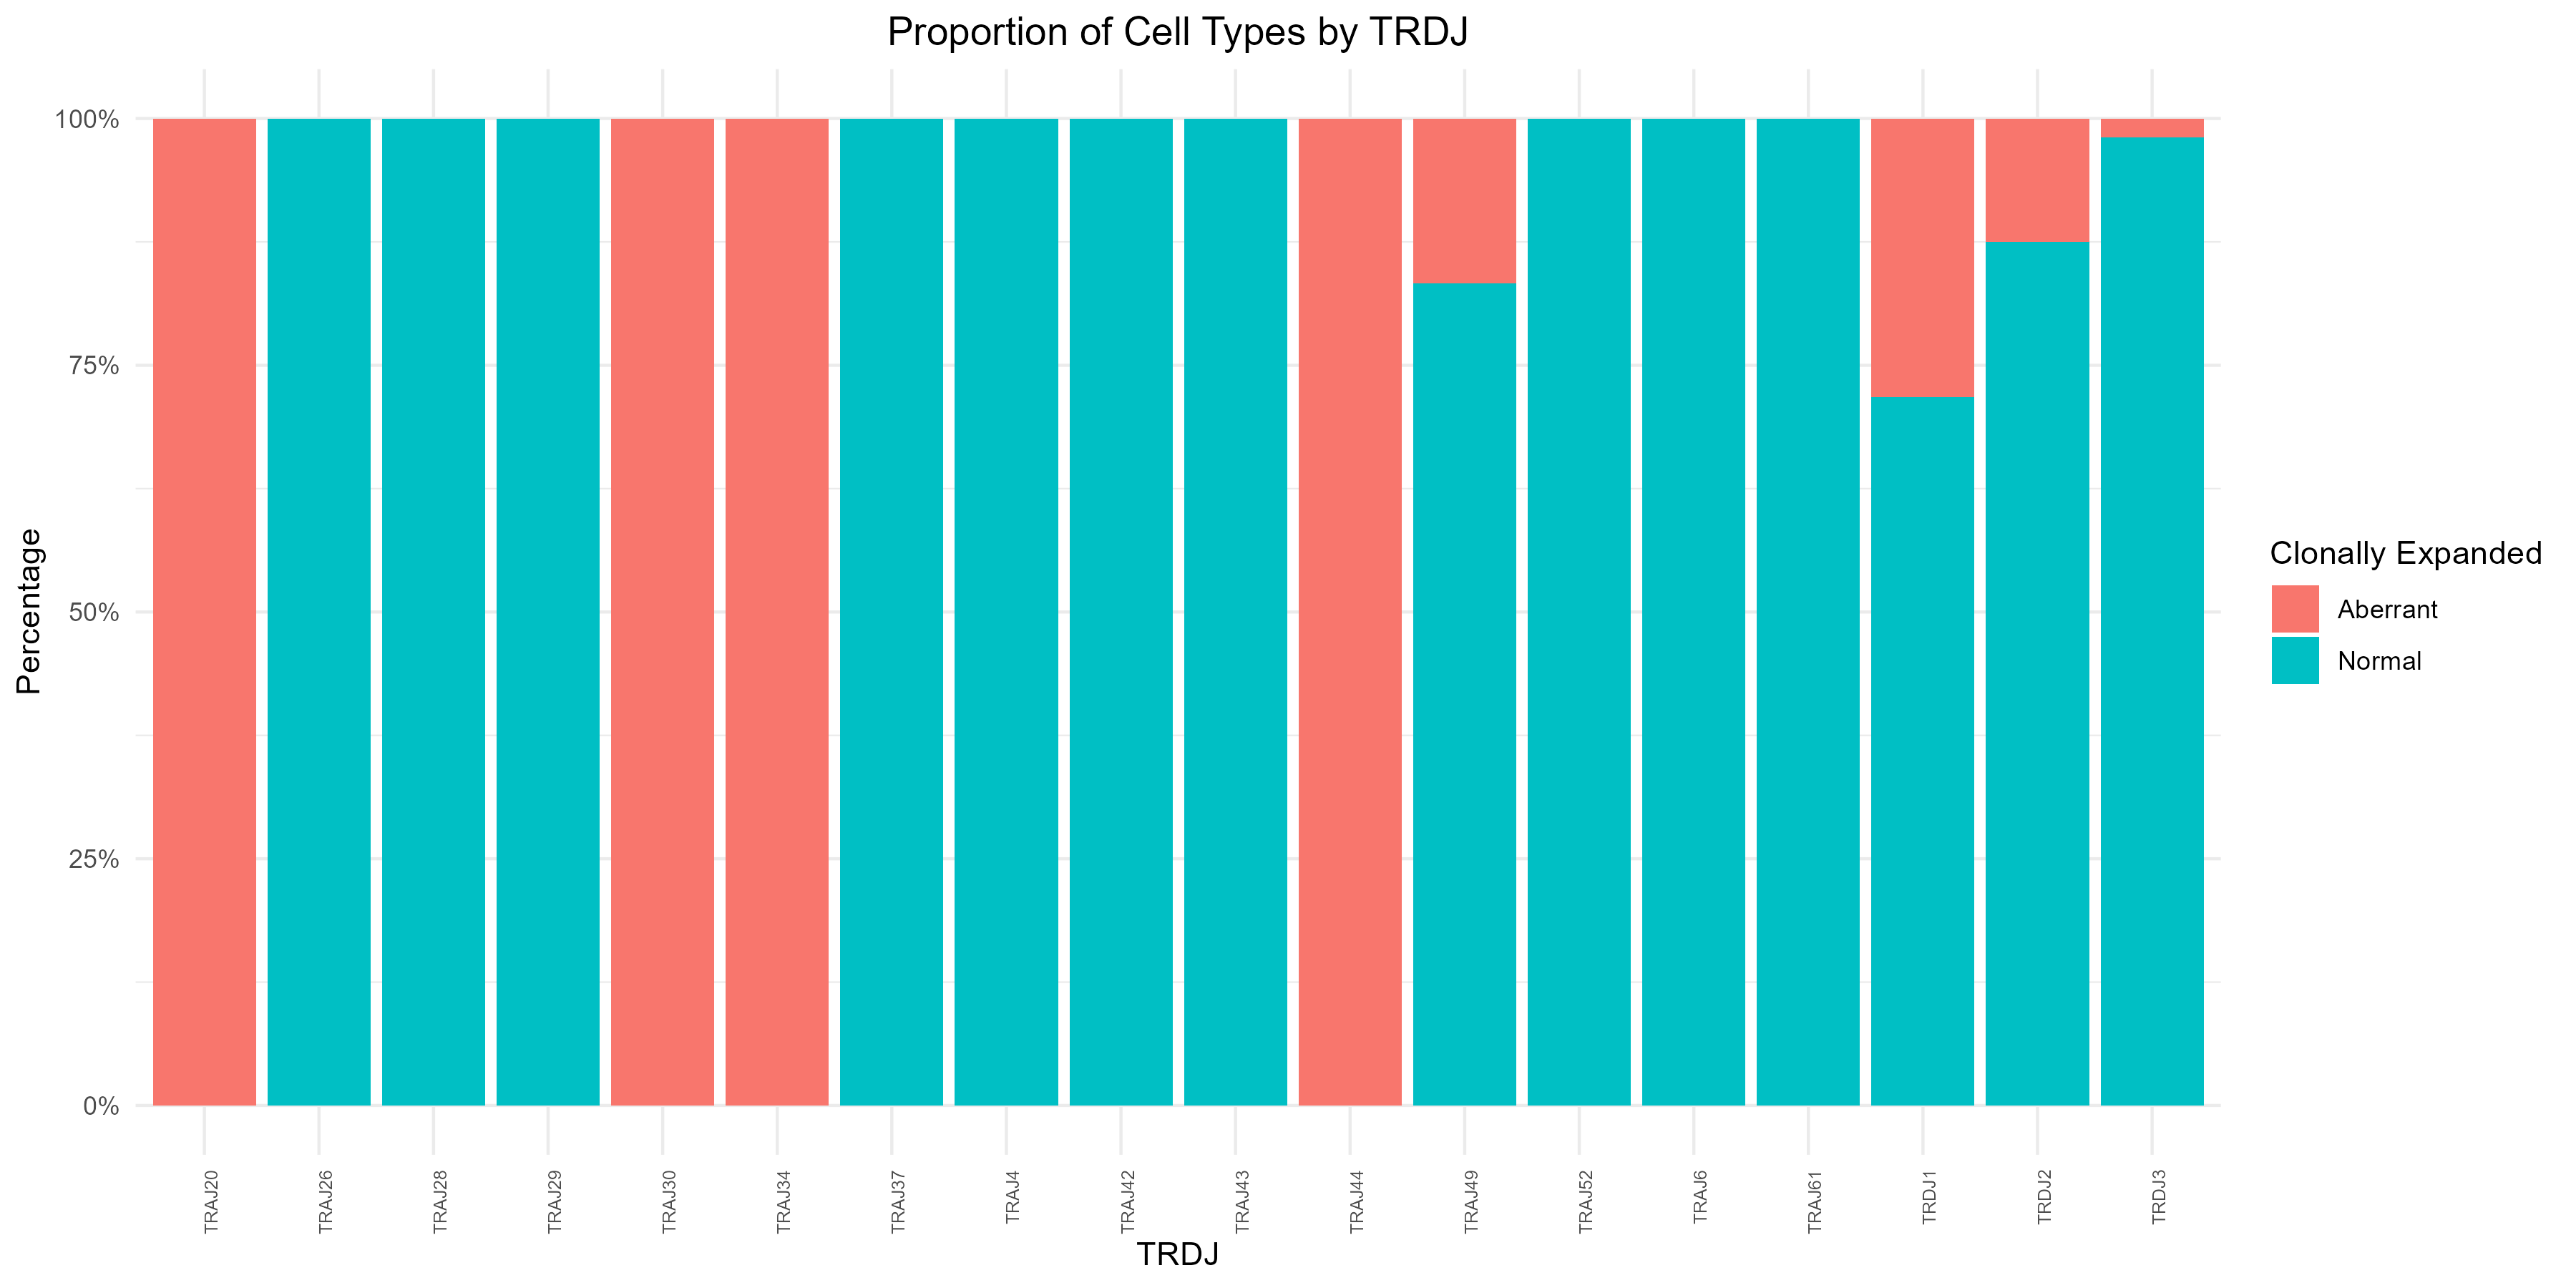 Proportion of Cell Types by TRDJ
Percentage
100%
75%
50%
25%
0%
TRAJ20
TRAJ26
TRAJ28
TRAJ29
TRAJ30
TRAJ34
TRAJ37
TRAJ4
TRAJ42
TRAJ43
TRAJ44
TRAJ49
TRAJ52
TRAJ6
TRAJ61
TRDJ1
TRDJ2
TRDJ3
TRDJ
Clonally Expanded
Aberrant
Normal